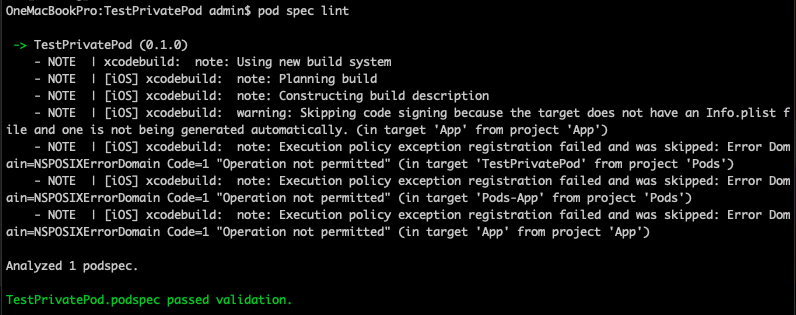 OneMacBookPro:TestPrivatePod admin$ pod spec lint
-> TestPrivatePod (0.1.0)
- NOTE | xcodebuild: note: Using new build system
- NOTE | [iOS] xcodebuild: note: Planning build
- NOTE | [iOS] xcodebuild: note: Constructing build description
- NOTE | [iOS] xcodebuild: warning: Skipping code signing because the target does not have an Info.plist f
ile and one is not being generated automatically. (in target 'App' from project 'App')
- NOTE | [iOS] xcodebuild: note: Execution policy exception registration failed and was skipped: Error Dom
ain=NSPOSIXErrorDomain Code=1 "Operation not permitted" (in target 'TestPrivatePod' from project 'Pods')
- NOTE | [iOS] xcodebuild: note: Execution policy exception registration failed and was skipped: Error Dom
ain=NSPOSIXErrorDomain Code=1 "Operation not permitted" (in target 'Pods-App' from project 'Pods')
- NOTE | [iOS] xcodebuild: note: Execution policy exception registration failed and was skipped: Error Dom
ain=NSPOSIXErrorDomain Code=1 "Operation not permitted" (in target 'App' from project 'App')
Analyzed 1 podspec.
TestPrivatePod.podspec passed validation.